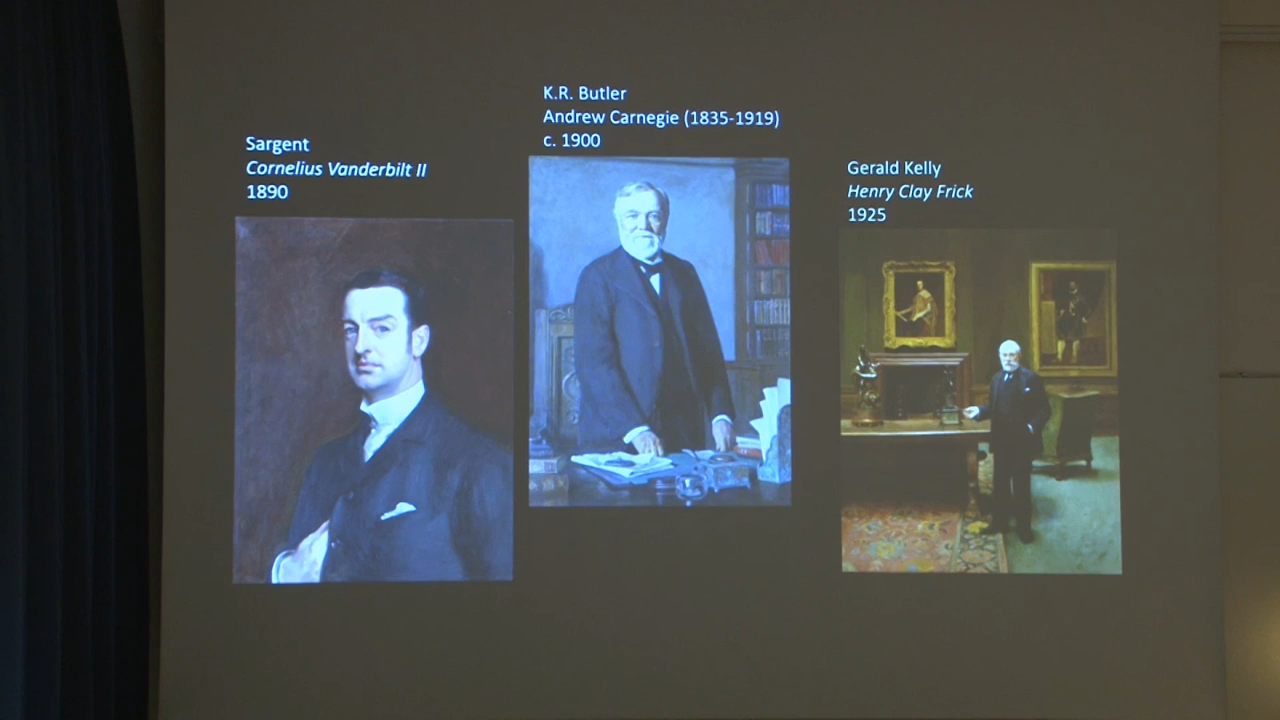 Sargent
Cornelius Vanderbilt II
1890
K.R. Butler
Andrew Carnegie (1835-1919)
c. 1900
Gerald Kelly
Henry Clay Frick
1925